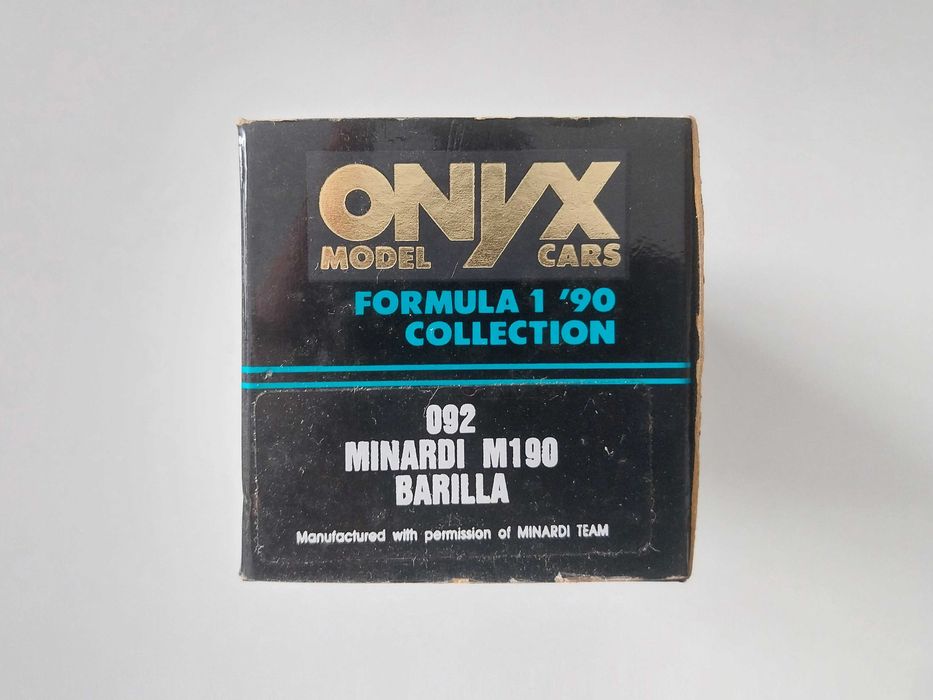 ONYX
MODEL CARS
FORMULA 1 '90
COLLECTION
092
MINARDI M190
BARILLA
Manufactured with permission of MINARDI TEAM